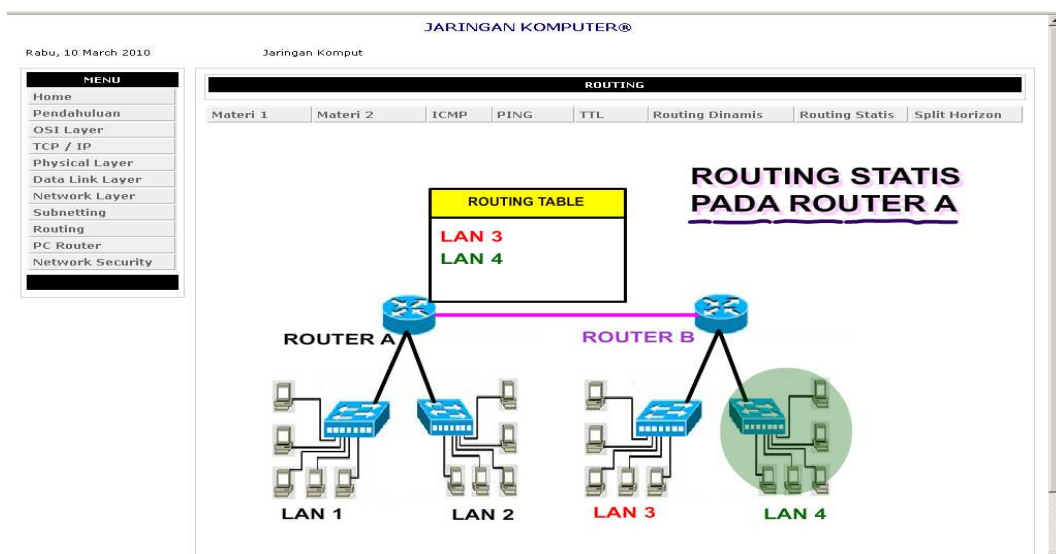 JARINGAN KOMPUTER®
Rabu, 10 March 2010
Jaringan Komput
MENU
Home
Pendahuluan
OSI Layer
TCP / IP
Physical Layer
Data Link Layer
Network Layer
Subnetting
Routing
PC Router
Network Security
ROUTING
Materi 1 Materi 2 ICMP PING TTL Routing Dinamis Routing Statis Split Horizon
ROUTING STATIS
PADA ROUTER A
ROUTING TABLE
LAN 3
LAN 4
ROUTER A
ROUTER B
LAN 1
LAN 2
LAN 3
LAN 4